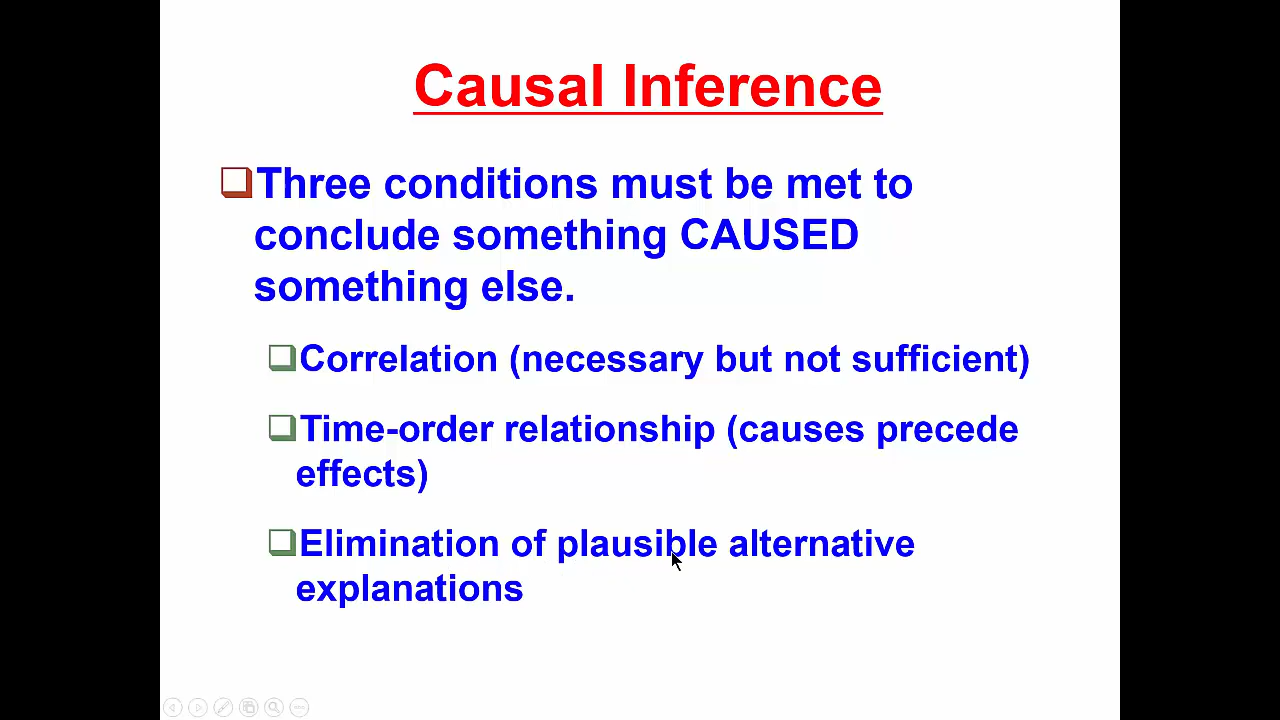 Causal Inference
Three conditions must be met to
conclude something CAUSED
something else.
Correlation (necessary but not sufficient)
Time-order relationship (causes precede
effects)
Elimination of plausible alternative
explanations